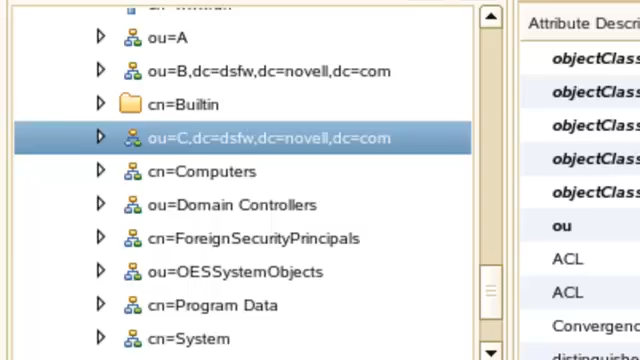 ou=A
ou=B,dc=dsfw,dc=novell,dc=com
cn=Builtin
ou=C,dc=dsfw,dc=novell,dc=com
cn=Computers
ou=Domain Controllers
cn=ForeignSecurityPrincipals
ou=OESSystemObjects
cn=Program Data
cn=System
Attribute Descri
objectClass
objectClass
objectClass
objectClass
objectClass
ou
ACL
ACL
Convergenc
distinguishe